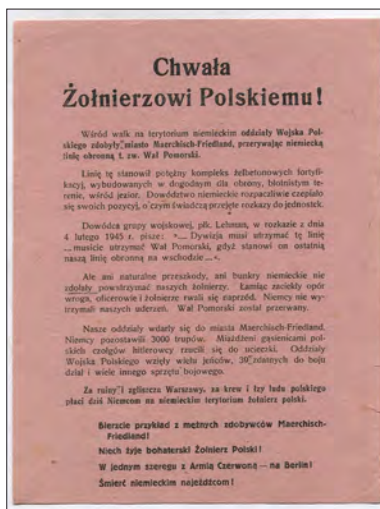 Chwała
Żołnierzowi Polskiemu!
Wśród walk na terytorium niemieckim oddziały Wojska Pol-
skiego zdobyły miasto Maerchisch-Friedland, przerywając niemiecką
linię obronną t. zw. Wał Pomorski.
Linię tę stanowił potężny kompleks żelbetonowych fortyfi-
kacyj, wybudowanych w dogodnym dla obrony, błotnistym te-
renie, wśród jezior. Dowództwo niemieckie rozpaczliwie czepiało
się swoich pozycyj, o czym świadczą przejęte rozkazy do jednostek.
Dowódca grupy wojskowej, płk. Lehman, w rozkazie z dnia
4 lutego 1945 r. pisze: „... Dywizja musi utrzymać tę linię
... musicie utrzymać Wał Pomorski, gdyż stanowi on ostatnią
naszą linię obronną na wschodzie ...".
Ale ani naturalne przeszkody, ani bunkry niemieckie nie
zdołały powstrzymać naszych żołnierzy. Łamiąc zaciekły opór
wroga, oficerowie i żołnierze rwali się naprzód. Niemcy nie wy-
trzymali naszych uderzeń. Wał Pomorski został przerwany.
Nasze oddziały wdarły się do miasta Maerchisch-Friedland.
Niemcy pozostawili 3000 trupów. Miażdżeni gąsienicami pol-
skich czołgów hitlerowcy rzucili się do ucieczki. Oddziały
Wojska Polskiego wzięły wielu jeńców, 39 zdatnych do boju
dział i wiele innego sprzętu bojowego.
Za ruiny i zgliszcza Warszawy, za krew i łzy ludu polskiego
płaci dziś Niemcom na niemieckim terytorium żołnierz polski.
Bierzcie przykład z mężnych zdobywców Maerchisch-
Friedland!
Niech żyje bohaterski Żołnierz Polski!
W jednym szeregu z Armią Czerwoną — na Berlin!
Śmierć niemieckim najeźdźcom!